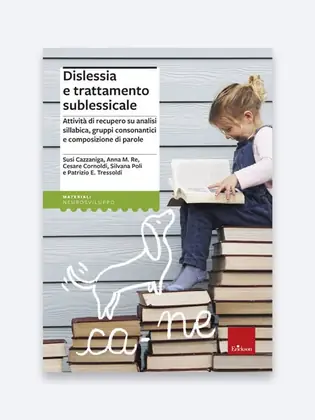 Dislessia
e trattamento
sublessicale
Attività di recupero su analisi
sillabica, gruppi consonantici
e composizione di parole
Susi Cazzaniga, Anna M. Re,
Cesare Cornoldi, Silvana Poli
e Patrizio E. Tressoldi
MATERIALI
NEUROSVILUPPO
ca ne
Erickson